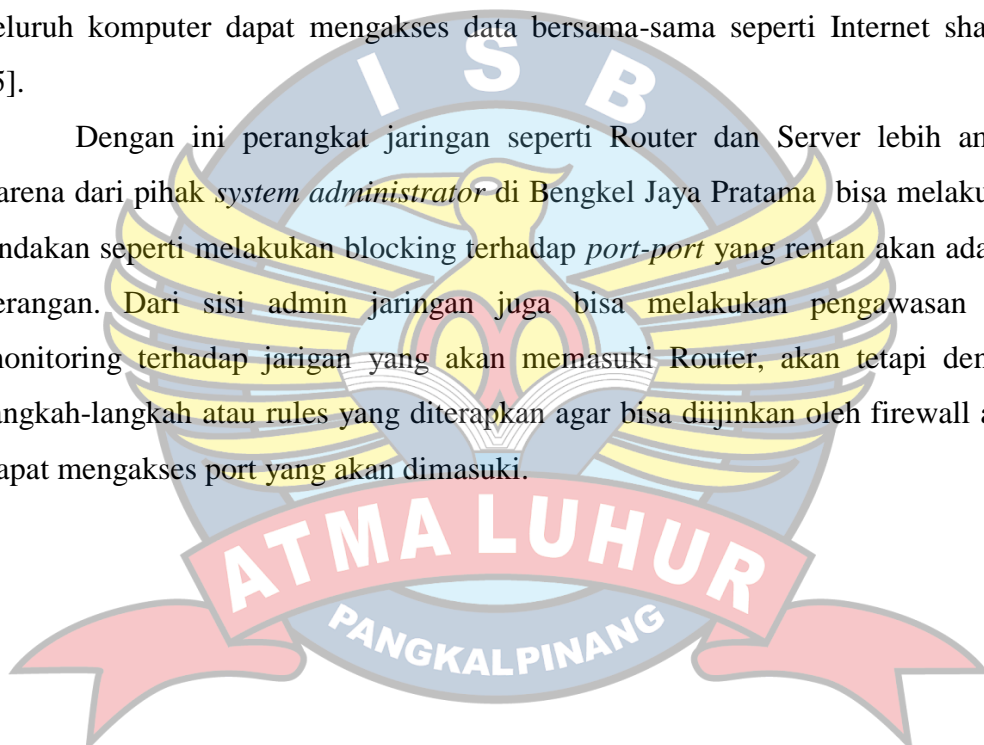 eluruh komputer dapat mengakses data bersama-sama seperti Internet sha
5].
Dengan ini perangkat jaringan seperti Router dan Server lebih an
arena dari pihak system administrator di Bengkel Jaya Pratama bisa melaku
ndakan seperti melakukan blocking terhadap port-port yang rentan akan ada
erangan. Dari sisi admin jaringan juga bisa melakukan pengawasan
nonitoring terhadap jarigan yang akan memasuki Router, akan tetapi den
angkah-langkah atau rules yang diterapkan agar bisa diijinkan oleh firewall a
apat mengakses port yang akan dimasuki.
ISB
ATMA LUHUR
PANGKALPINANG